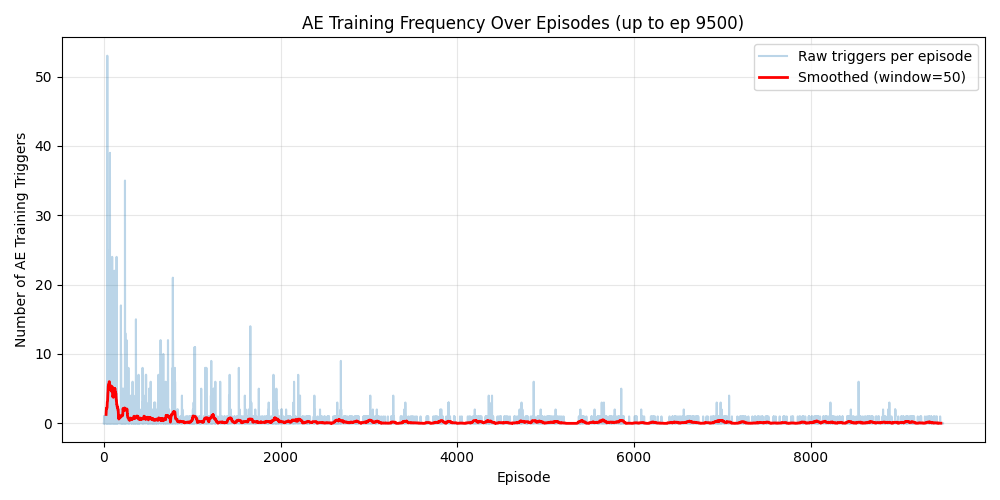 AE Training Frequency Over Episodes (up to ep 9500)
Raw triggers per episode
Smoothed (window=50)
Number of AE Training Triggers
50
40
30
20
10
0
0 2000 4000 6000 8000
Episode